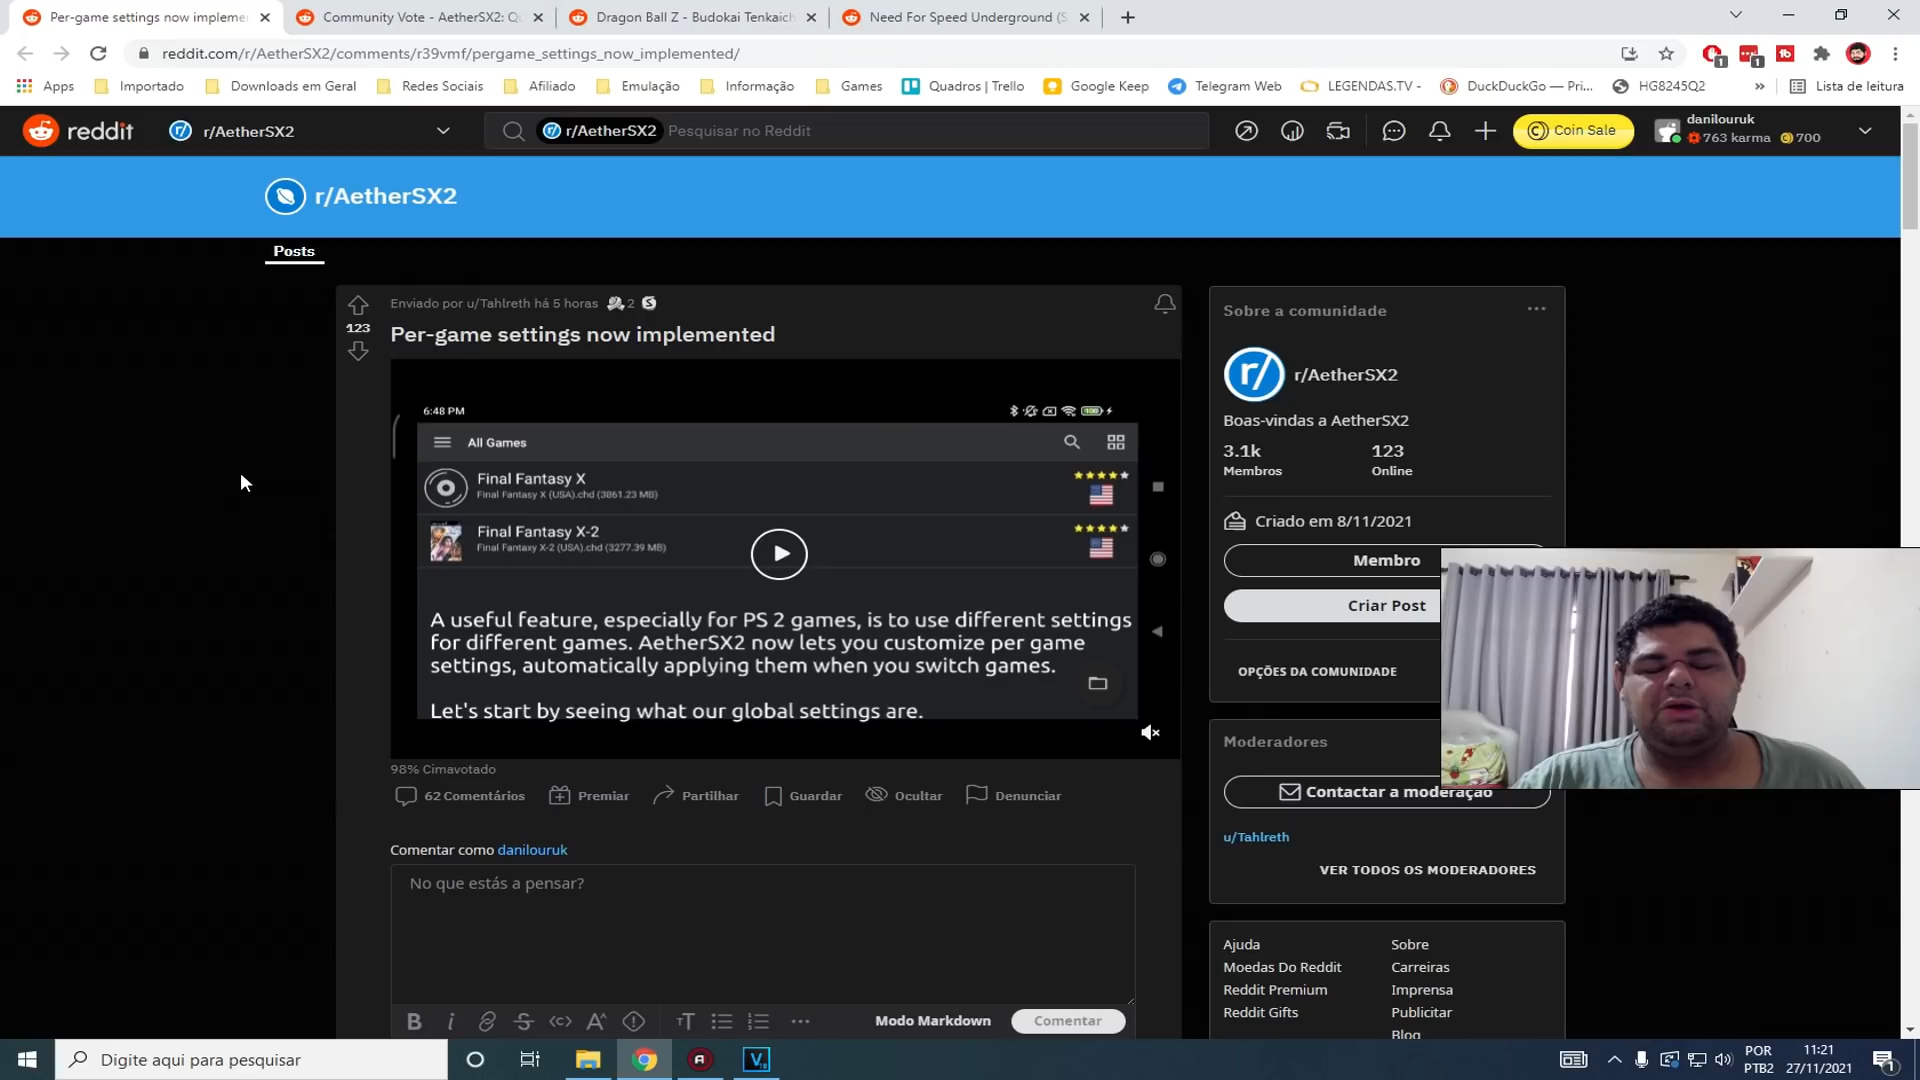 Per-game settings now impleme
Community Vote - AetherSX2: Qu
Dragon Ball Z - Budokai Tenkaich
Need For Speed Underground (S
reddit.com/r/AetherSX2/comments/r39vmf/pergame_settings_now_implemented/
Apps
Importado
Downloads em Geral
Redes Sociais
Afiliado
Emulação
Informação
Games
Quadros | Trello
Google Keep
Telegram Web
LEGENDAS.TV -
DuckDuckGo — Pri...
HG8245Q2
»
Lista de leitura
reddit
r/AetherSX2
r/AetherSX2
Pesquisar no Reddit
Coin Sale
danilouruk
763 karma
700
r/AetherSX2
Posts
123
Enviado por u/Tahlreth há 5 horas
2
Per-game settings now implemented
6:48 PM
100
All Games
Final Fantasy X
Final Fantasy X (USA).chd (3861.23 MB)
Final Fantasy X-2
Final Fantaxy X-2 (USA).chd (3277.39 MB)
A useful feature, especially for PS 2 games, is to use different settings
for different games. AetherSX2 now lets you customize per game
settings, automatically applying them when you switch games.
Let's start by seeing what our global settings are.
98% Cimavotado
62 Comentários
Premiar
Partilhar
Guardar
Ocultar
Denunciar
Comentar como danilouruk
No que estás a pensar?
Modo Markdown
Comentar
Sobre a comunidade
r/
r/AetherSX2
Boas-vindas a AetherSX2
3.1k
Membros
123
Online
Criado em 8/11/2021
Membro
Criar Post
OPÇÕES DA COMUNIDADE
Moderadores
Contactar a moderação
u/Tahlreth
VER TODOS OS MODERADORES
Ajuda
Sobre
Moedas Do Reddit
Carreiras
Reddit Premium
Imprensa
Reddit Gifts
Publicitar
Blog
Digite aqui para pesquisar
POR
PTB2
11:21
27/11/2021